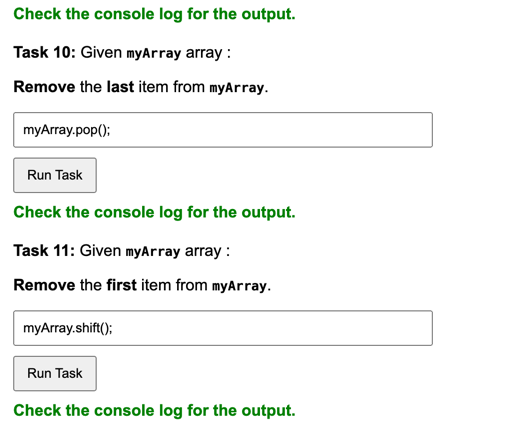 Check the console log for the output.
Task 10: Given myArray array :
Remove the last item from myArray.
myArray.pop();
Run Task
Check the console log for the output.
Task 11: Given myArray array :
Remove the first item from myArray.
myArray.shift();
Run Task
Check the console log for the output.